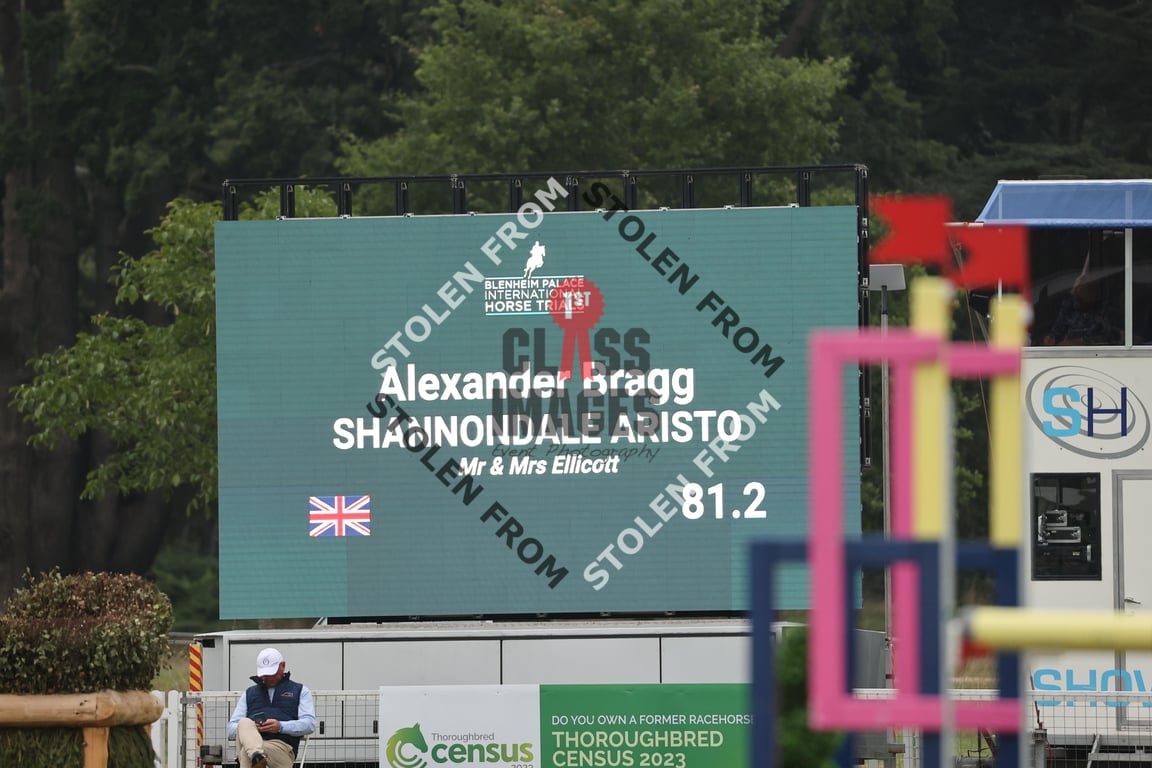 BLENHEIM PALACE
INTERNATIONAL
HORSE TRIALS
1ST
CLASS
IMAGES
Event Photography
STOLEN FROM
STOLEN FROM
STOLEN FROM
STOLEN FROM
Alexander Bragg
SHANNONDALE ARISTO
Mr & Mrs Ellicott
81.2
SH
SHOW
Thoroughbred
census
2023
DO YOU OWN A FORMER RACEHORSE
THOROUGHBRED
CENSUS 2023